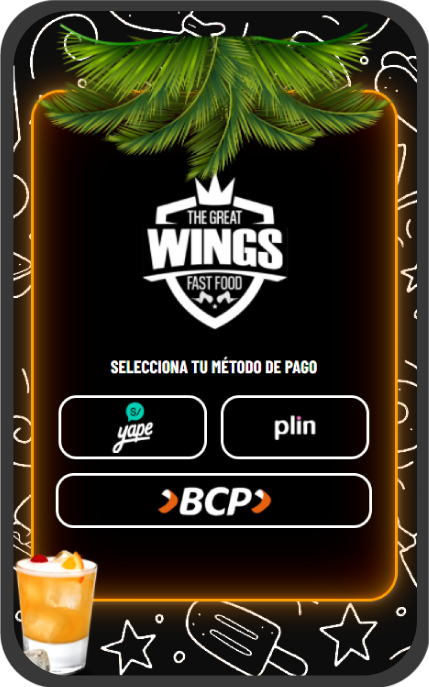 THE GREAT
WINGS
FAST FOOD
SELECCIONA TU MÉTODO DE PAGO
S/
yape
plin
BCP